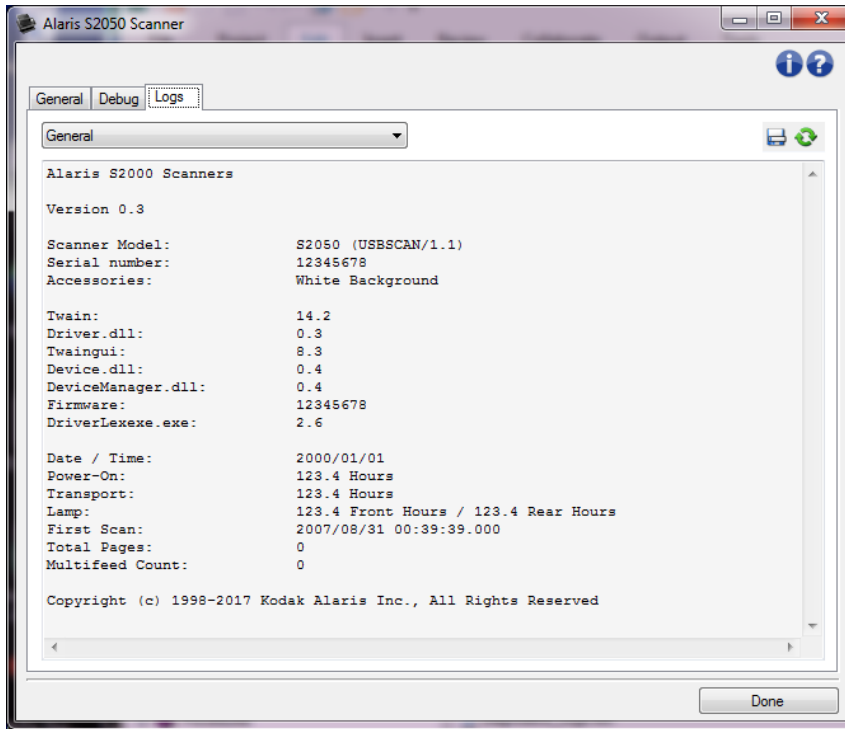 Alaris S2050 Scanner
General Debug Logs
General
Alaris S2000 Scanners
Version 0.3
Scanner Model: S2050 (USBSCAN/1.1)
Serial number: 12345678
Accessories: White Background
Twain: 14.2
Driver.dll: 0.3
Twaingui: 8.3
Device.dll: 0.4
DeviceManager.dll: 0.4
Firmware: 12345678
DriverLexexe.exe: 2.6
Date / Time: 2000/01/01
Power-On: 123.4 Hours
Transport: 123.4 Hours
Lamp: 123.4 Front Hours / 123.4 Rear Hours
First Scan: 2007/08/31 00:39:39.000
Total Pages: 0
Multifeed Count: 0
Copyright (c) 1998-2017 Kodak Alaris Inc., All Rights Reserved
Done